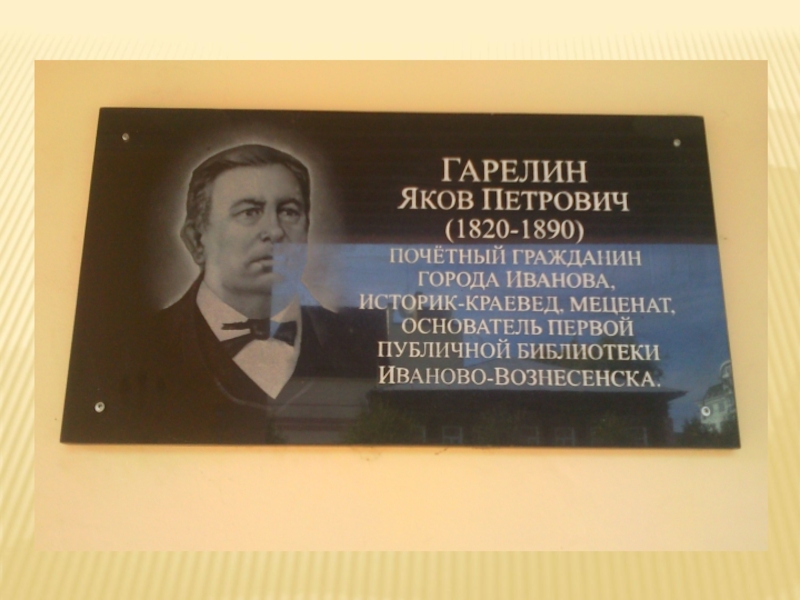 ГАРЕЛИН
ЯКОВ ПЕТРОВИЧ
(1820-1890)
ПОЧЁТНЫЙ ГРАЖДАНИН
ГОРОДА ИВАНОВА,
ИСТОРИК-КРАЕВЕД, МЕЦЕНАТ,
ОСНОВАТЕЛЬ ПЕРВОЙ
ПУБЛИЧНОЙ БИБЛИОТЕКИ
ИВАНОВО-ВОЗНЕСЕНСКА.